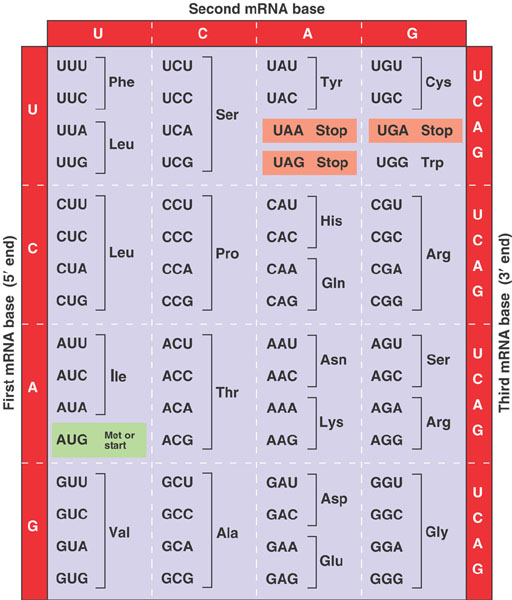 Second mRNA base
U C A G
First mRNA base (5′ end)
Third mRNA base (3′ end)
U
UUU
UUC
Phe
UUA
UUG
Leu
UCU
UCC
UCA
UCG
Ser
UAU
UAC
Tyr
UAA Stop
UAG Stop
UGU
UGC
Cys
UGA Stop
UGG Trp
U
C
A
G
C
CUU
CUC
CUA
CUG
Leu
CCU
CCC
CCA
CCG
Pro
CAU
CAC
His
CAA
CAG
Gln
CGU
CGC
CGA
CGG
Arg
U
C
A
G
A
AUU
AUC
AUA
Ile
AUG Met or
start
ACU
ACC
ACA
ACG
Thr
AAU
AAC
Asn
AAA
AAG
Lys
AGU
AGC
Ser
AGA
AGG
Arg
U
C
A
G
G
GUU
GUC
GUA
GUG
Val
GCU
GCC
GCA
GCG
Ala
GAU
GAC
Asp
GAA
GAG
Glu
GGU
GGC
GGA
GGG
Gly
U
C
A
G